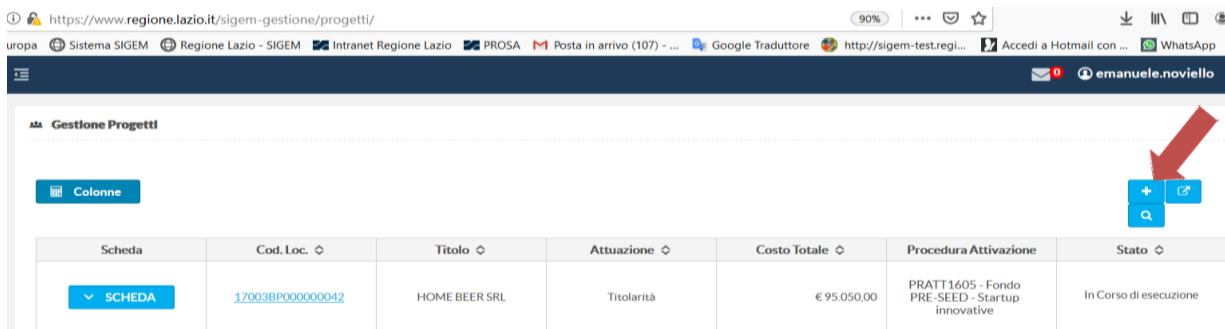 https://www.regione.lazio.it/sigem-gestione/progetti/ 90%
uropa Sistema SIGEM Regione Lazio - SIGEM Intranet Regione Lazio PROSA Posta in arrivo (107) - ... Google Traduttore http://sigem-test.regi... Accedi a Hotmail con ... WhatsApp
0 emanuele.noviello
Gestione Progetti
Colonne
Scheda Cod. Loc. Titolo Attuazione Costo Totale Procedura Attivazione Stato
SCHEDA 17003BP000000042 HOME BEER SRL Titolarità € 95.050,00 PRATT1605 - Fondo In Corso di esecuzione
PRE-SEED - Startup
innovative